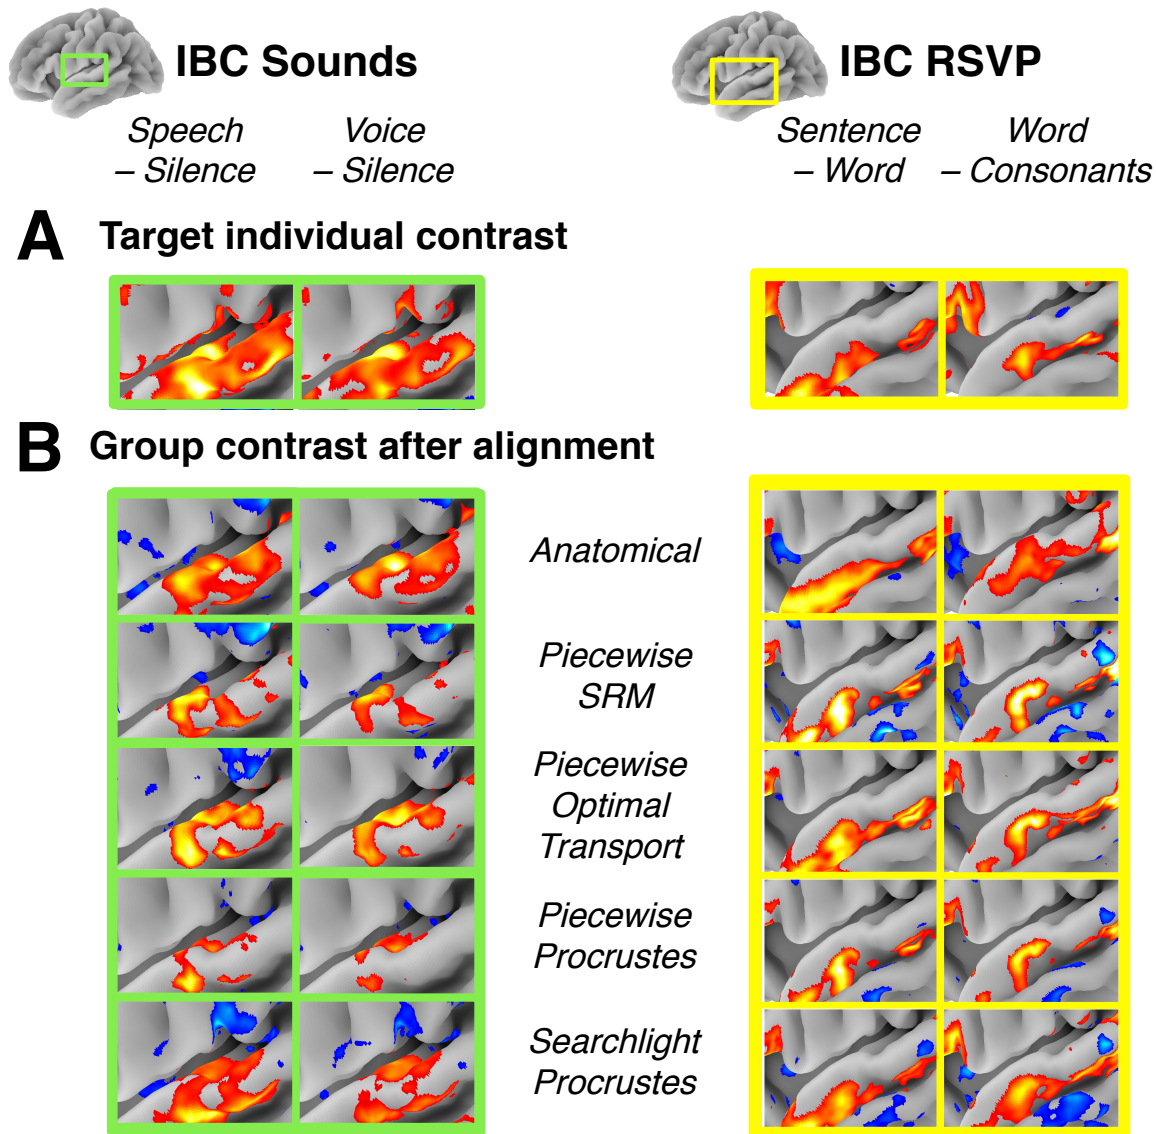 IBC Sounds
IBC RSVP
Speech
– Silence
Voice
– Silence
Sentence
– Word
Word
– Consonants
A Target individual contrast
B Group contrast after alignment
Anatomical
Piecewise
SRM
Piecewise
Optimal
Transport
Piecewise
Procrustes
Searchlight
Procrustes